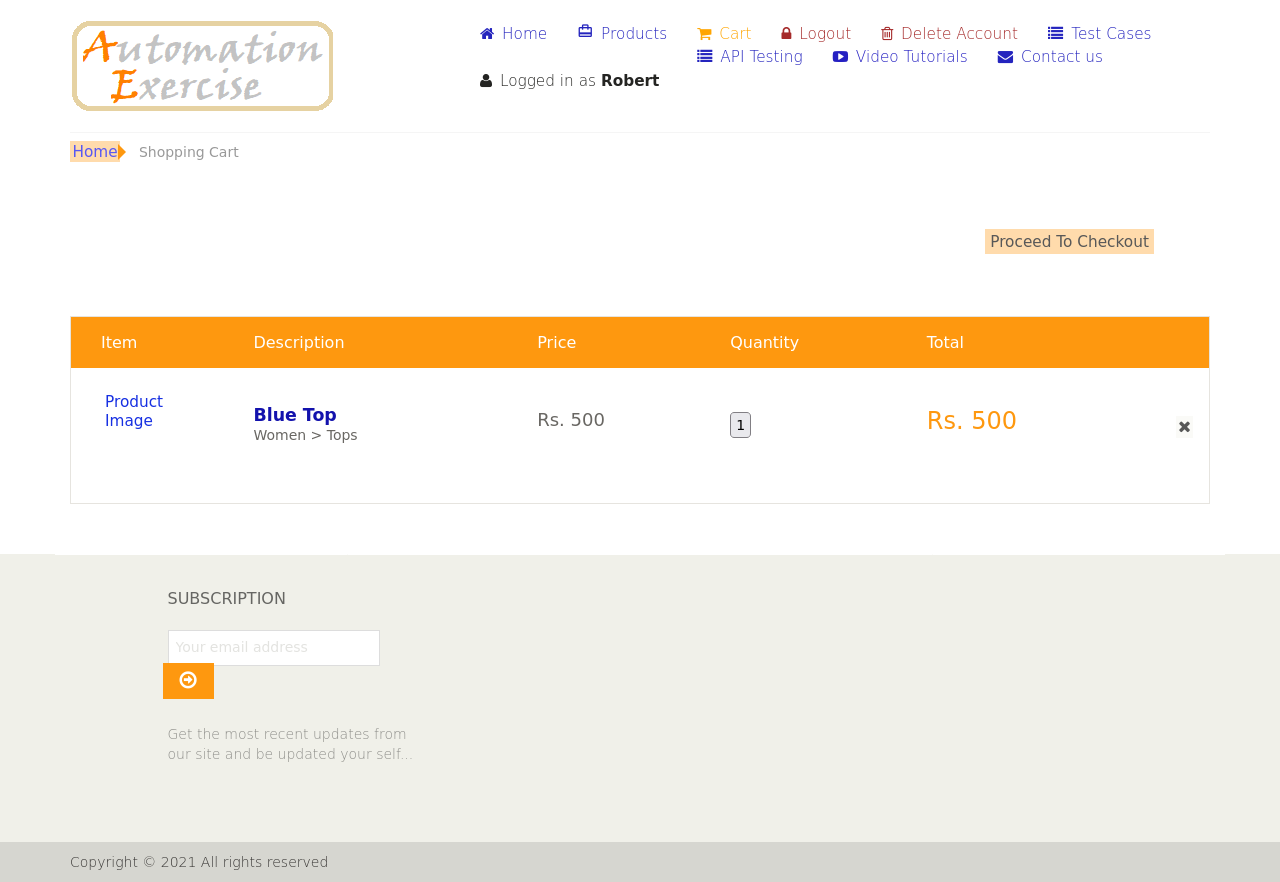 Automation
Exercise
Home Products Cart Logout Delete Account Test Cases
API Testing Video Tutorials Contact us
Logged in as Robert
Home Shopping Cart
Proceed To Checkout
Item Description Price Quantity Total
Product
Image
Blue Top
Women > Tops
Rs. 500
1
Rs. 500
SUBSCRIPTION
Your email address
Get the most recent updates from
our site and be updated your self...
Copyright © 2021 All rights reserved